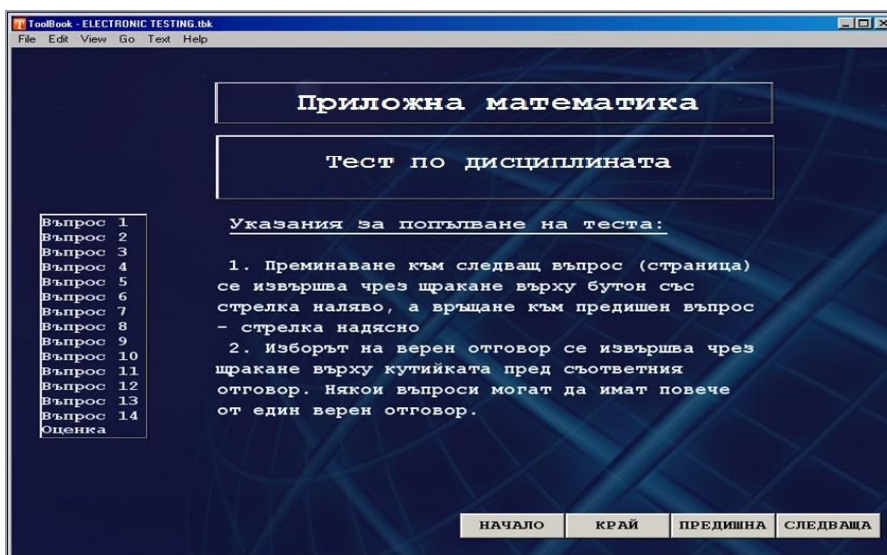 ToolBook - ELECTRONIC TESTING.tbk
File Edit View Go Text Help
Приложна математика
Тест по дисциплината
Въпрос 1
Въпрос 2
Въпрос 3
Въпрос 4
Въпрос 5
Въпрос 6
Въпрос 7
Въпрос 8
Въпрос 9
Въпрос 10
Въпрос 11
Въпрос 12
Въпрос 13
Въпрос 14
Оценка
Указания за попълване на теста:
1. Преминаване към следващ въпрос (страница)
се извършва чрез щракане върху бутон със
стрелка наляво, а връщане към предишен въпрос
– стрелка надясно
2. Изборът на верен отговор се извършва чрез
щракане върху кутийката пред съответния
отговор. Някои въпроси могат да имат повече
от един верен отговор.
НАЧАЛО КРАЙ ПРЕДИШНА СЛЕДВАЩА